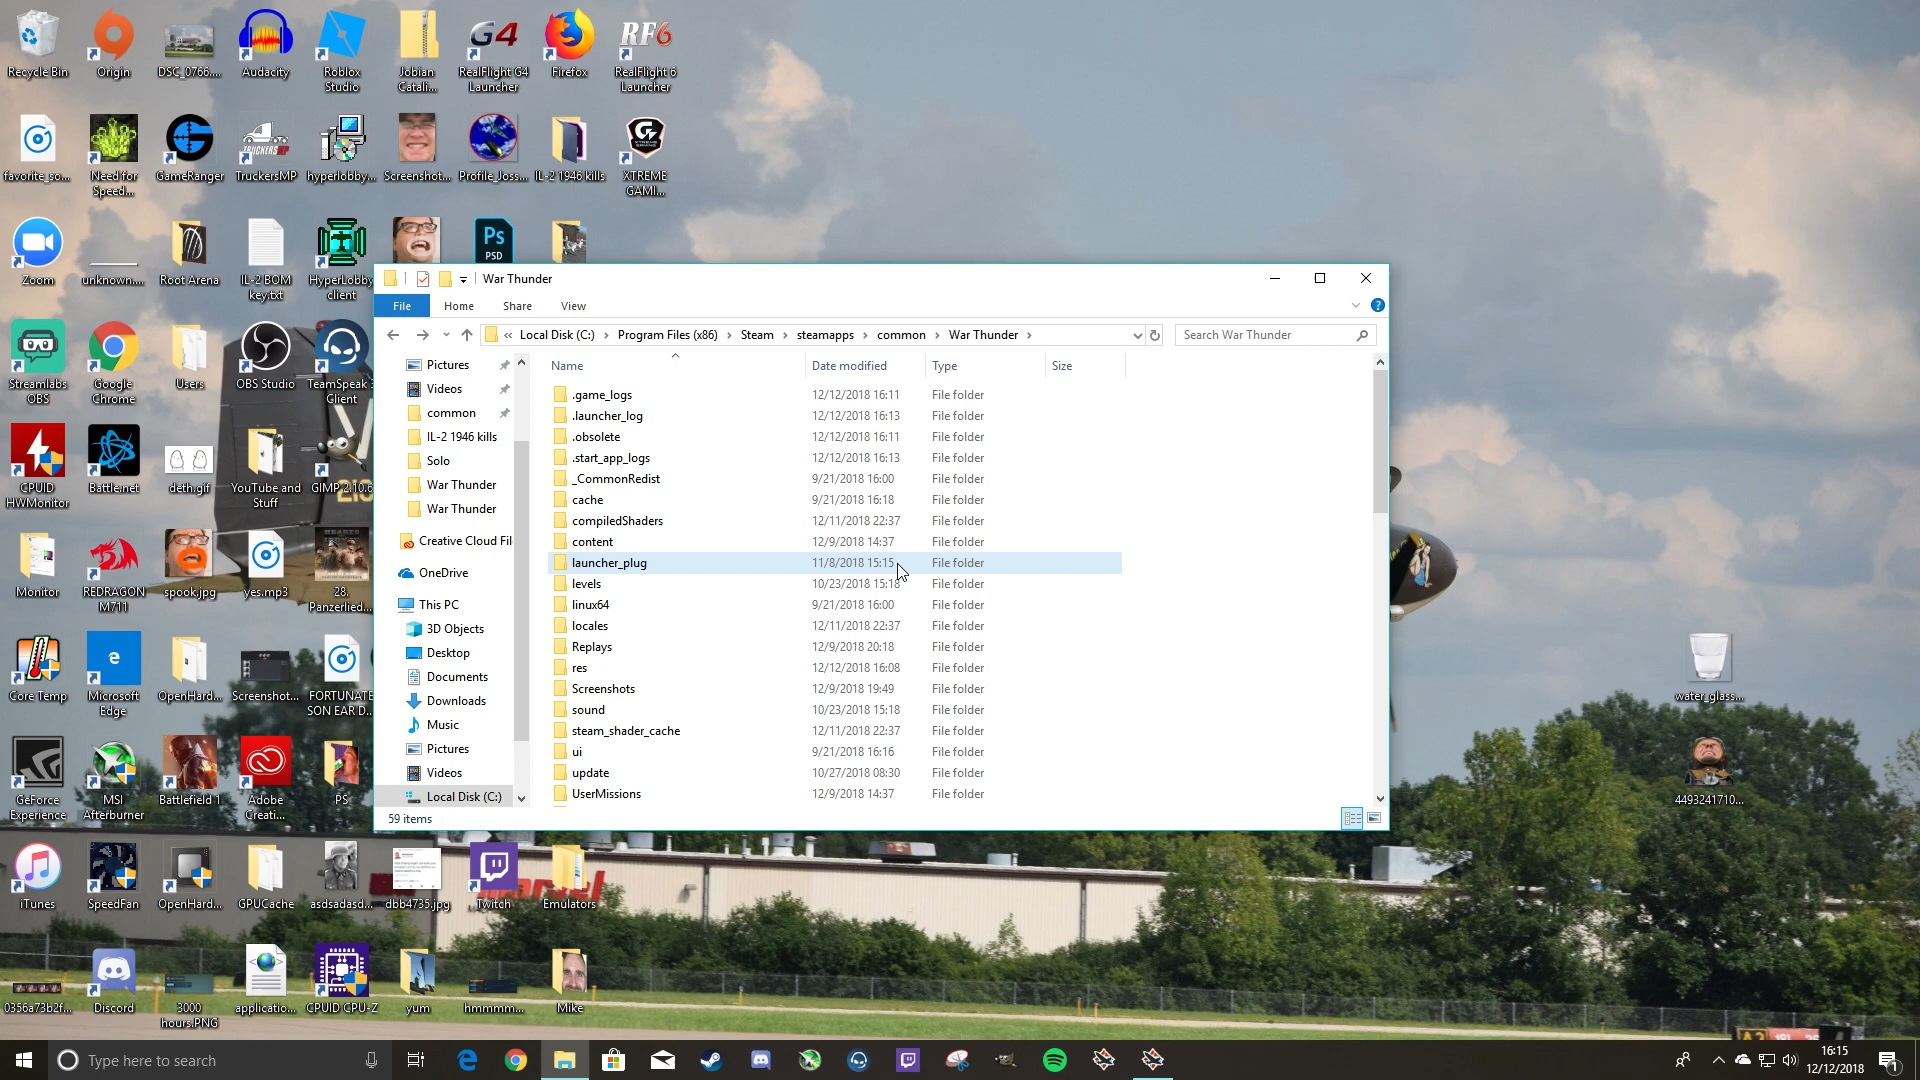 Recycle Bin
Origin
DSC_0766....
Audacity
Roblox
Studio
Jobian
Catali...
G4
RealFlight G4
Launcher
Firefox
RF6
RealFlight 6
Launcher
favorite_so...
Need for
Speed...
GameRanger
TRUCKERSMP
TruckersMP
hyperlobby...
Screenshot...
Profile_Joss...
IL-2 1946 kills
XTREME
GAMI...
Zoom
unknown....
Root Arena
IL-2 BOM
key.txt
HyperLobby
client
Ps
PSD
War Thunder
File
Home
Share
View
« Local Disk (C:) › Program Files (x86) › Steam › steamapps › common › War Thunder ›
Search War Thunder
Name
Date modified
Type
Size
Pictures
Videos
common
IL-2 1946 kills
Solo
War Thunder
War Thunder
Creative Cloud Fil
OneDrive
This PC
3D Objects
Desktop
Documents
Downloads
Music
Pictures
Videos
Local Disk (C:)
.game_logs 12/12/2018 16:11 File folder
.launcher_log 12/12/2018 16:13 File folder
.obsolete 12/12/2018 16:11 File folder
.start_app_logs 12/12/2018 16:13 File folder
_CommonRedist 9/21/2018 16:00 File folder
cache 9/21/2018 16:18 File folder
compiledShaders 12/11/2018 22:37 File folder
content 12/9/2018 14:37 File folder
launcher_plug 11/8/2018 15:15 File folder
levels 10/23/2018 15:18 File folder
linux64 9/21/2018 16:00 File folder
locales 12/11/2018 22:37 File folder
Replays 12/9/2018 20:18 File folder
res 12/12/2018 16:08 File folder
Screenshots 12/9/2018 19:49 File folder
sound 10/23/2018 15:18 File folder
steam_shader_cache 12/11/2018 22:37 File folder
ui 9/21/2018 16:16 File folder
update 10/27/2018 08:30 File folder
UserMissions 12/9/2018 14:37 File folder
59 items
Streamlabs
OBS
Google
Chrome
Users
OBS Studio
TeamSpeak 3
Client
CPUID
HWMonitor
Battle.net
deth.gif
YouTube and
Stuff
GIMP 2.10.6
Monitor
REDRAGON
M711
spook.jpg
yes.mp3
28.
Panzerlied...
Core Temp
Microsoft
Edge
OpenHard...
Screenshot...
FORTUNATE
SON EAR D...
GeForce
Experience
MSI
Afterburner
Battlefield 1
Adobe
Creati...
PS
iTunes
SpeedFan
OpenHard...
GPUCache
asdsadasd...
dbb4735.jpg
Twitch
Emulators
0356a73b2f...
Discord
3000
hours.PNG
applicatio...
CPUID CPU-Z
yum
hmmmm...
Mike
water_glass...
4493241710...
Type here to search
16:15
12/12/2018
1